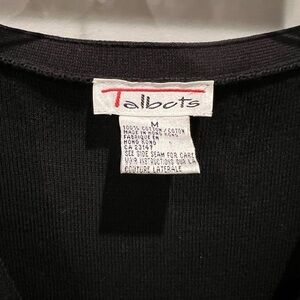 Talbots
M
100% COTTON / COTON
MADE IN HONG KONG
FABRIQUE EN
HONG KONG
CA 23147
SEE SIDE SEAM FOR CARE
VOIR INSTRUCTIONS SUR LA
COUTURE LATERALE